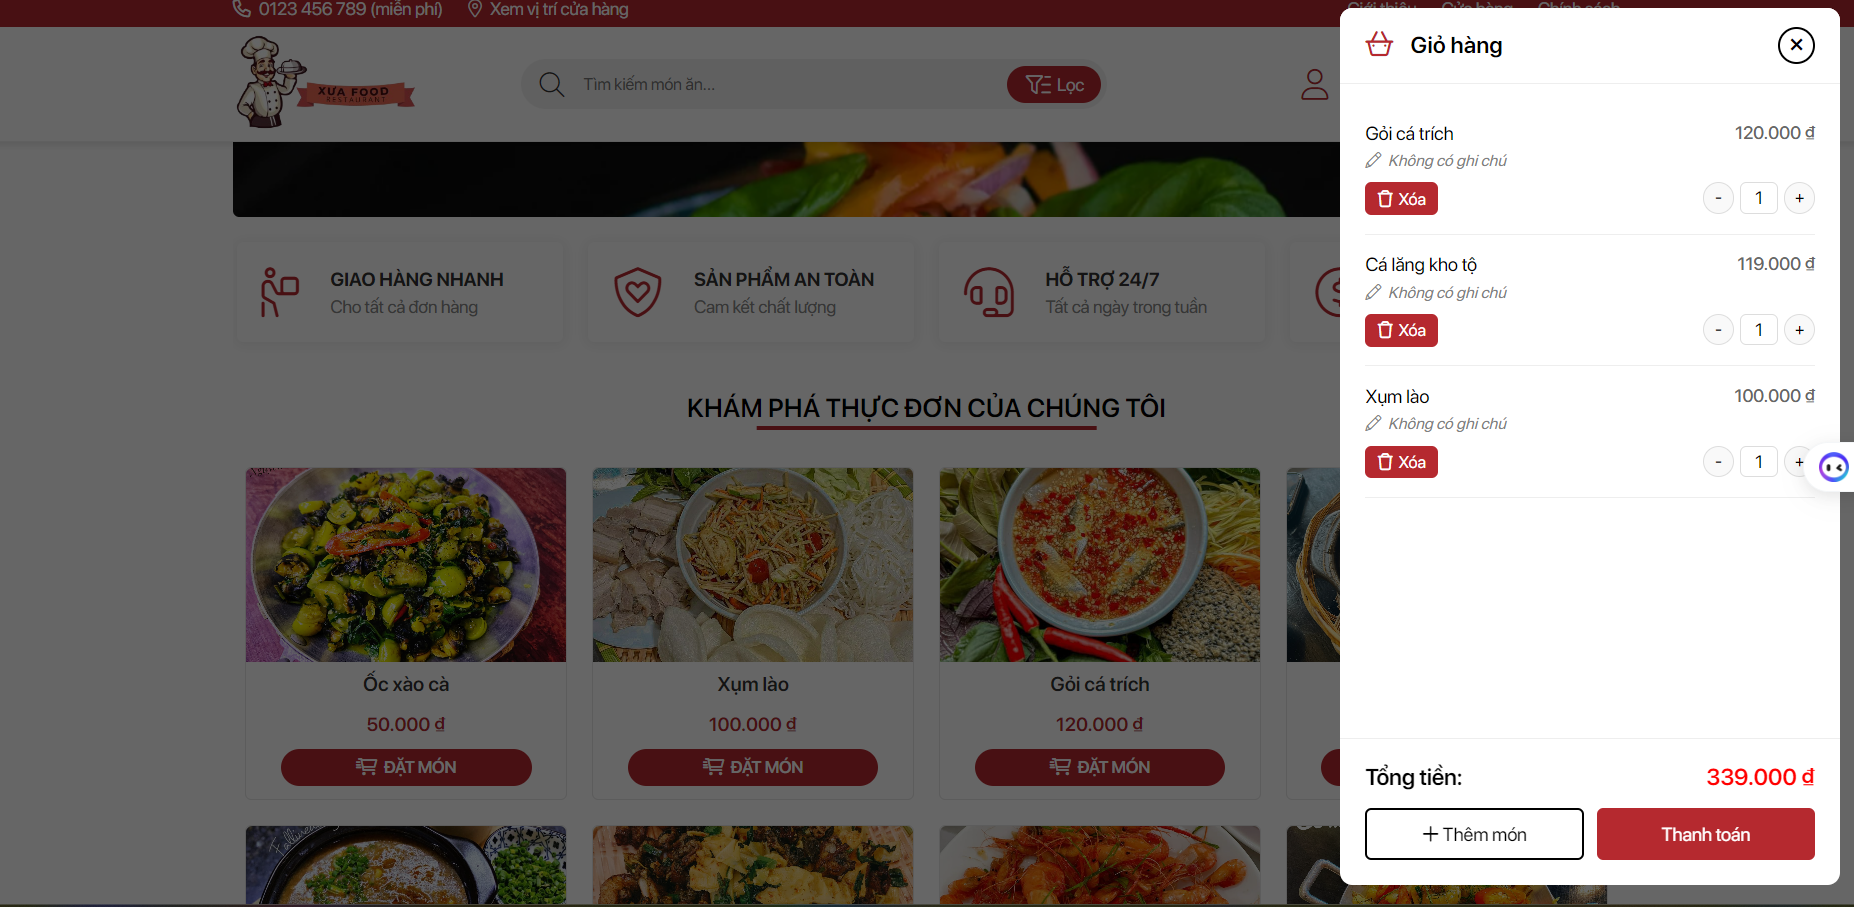 0123 456 789 (miễn phí)
Xem vị trí cửa hàng
Giới thiệu
Cửa hàng
Chính sách
XƯA FOOD
RESTAURANT
Tìm kiếm món ăn...
Lọc
GIAO HÀNG NHANH
Cho tất cả đơn hàng
SẢN PHẨM AN TOÀN
Cam kết chất lượng
HỖ TRỢ 24/7
Tất cả ngày trong tuần
KHÁM PHÁ THỰC ĐƠN CỦA CHÚNG TÔI
Ốc xào cà
50.000 ₫
ĐẶT MÓN
Xụm lào
100.000 ₫
ĐẶT MÓN
Gỏi cá trích
120.000 ₫
ĐẶT MÓN
Giỏ hàng
Gỏi cá trích
120.000 ₫
Không có ghi chú
Xóa
- 1 +
Cá lăng kho tộ
119.000 ₫
Không có ghi chú
Xóa
- 1 +
Xụm lào
100.000 ₫
Không có ghi chú
Xóa
- 1 +
Tổng tiền:
339.000 ₫
+ Thêm món
Thanh toán